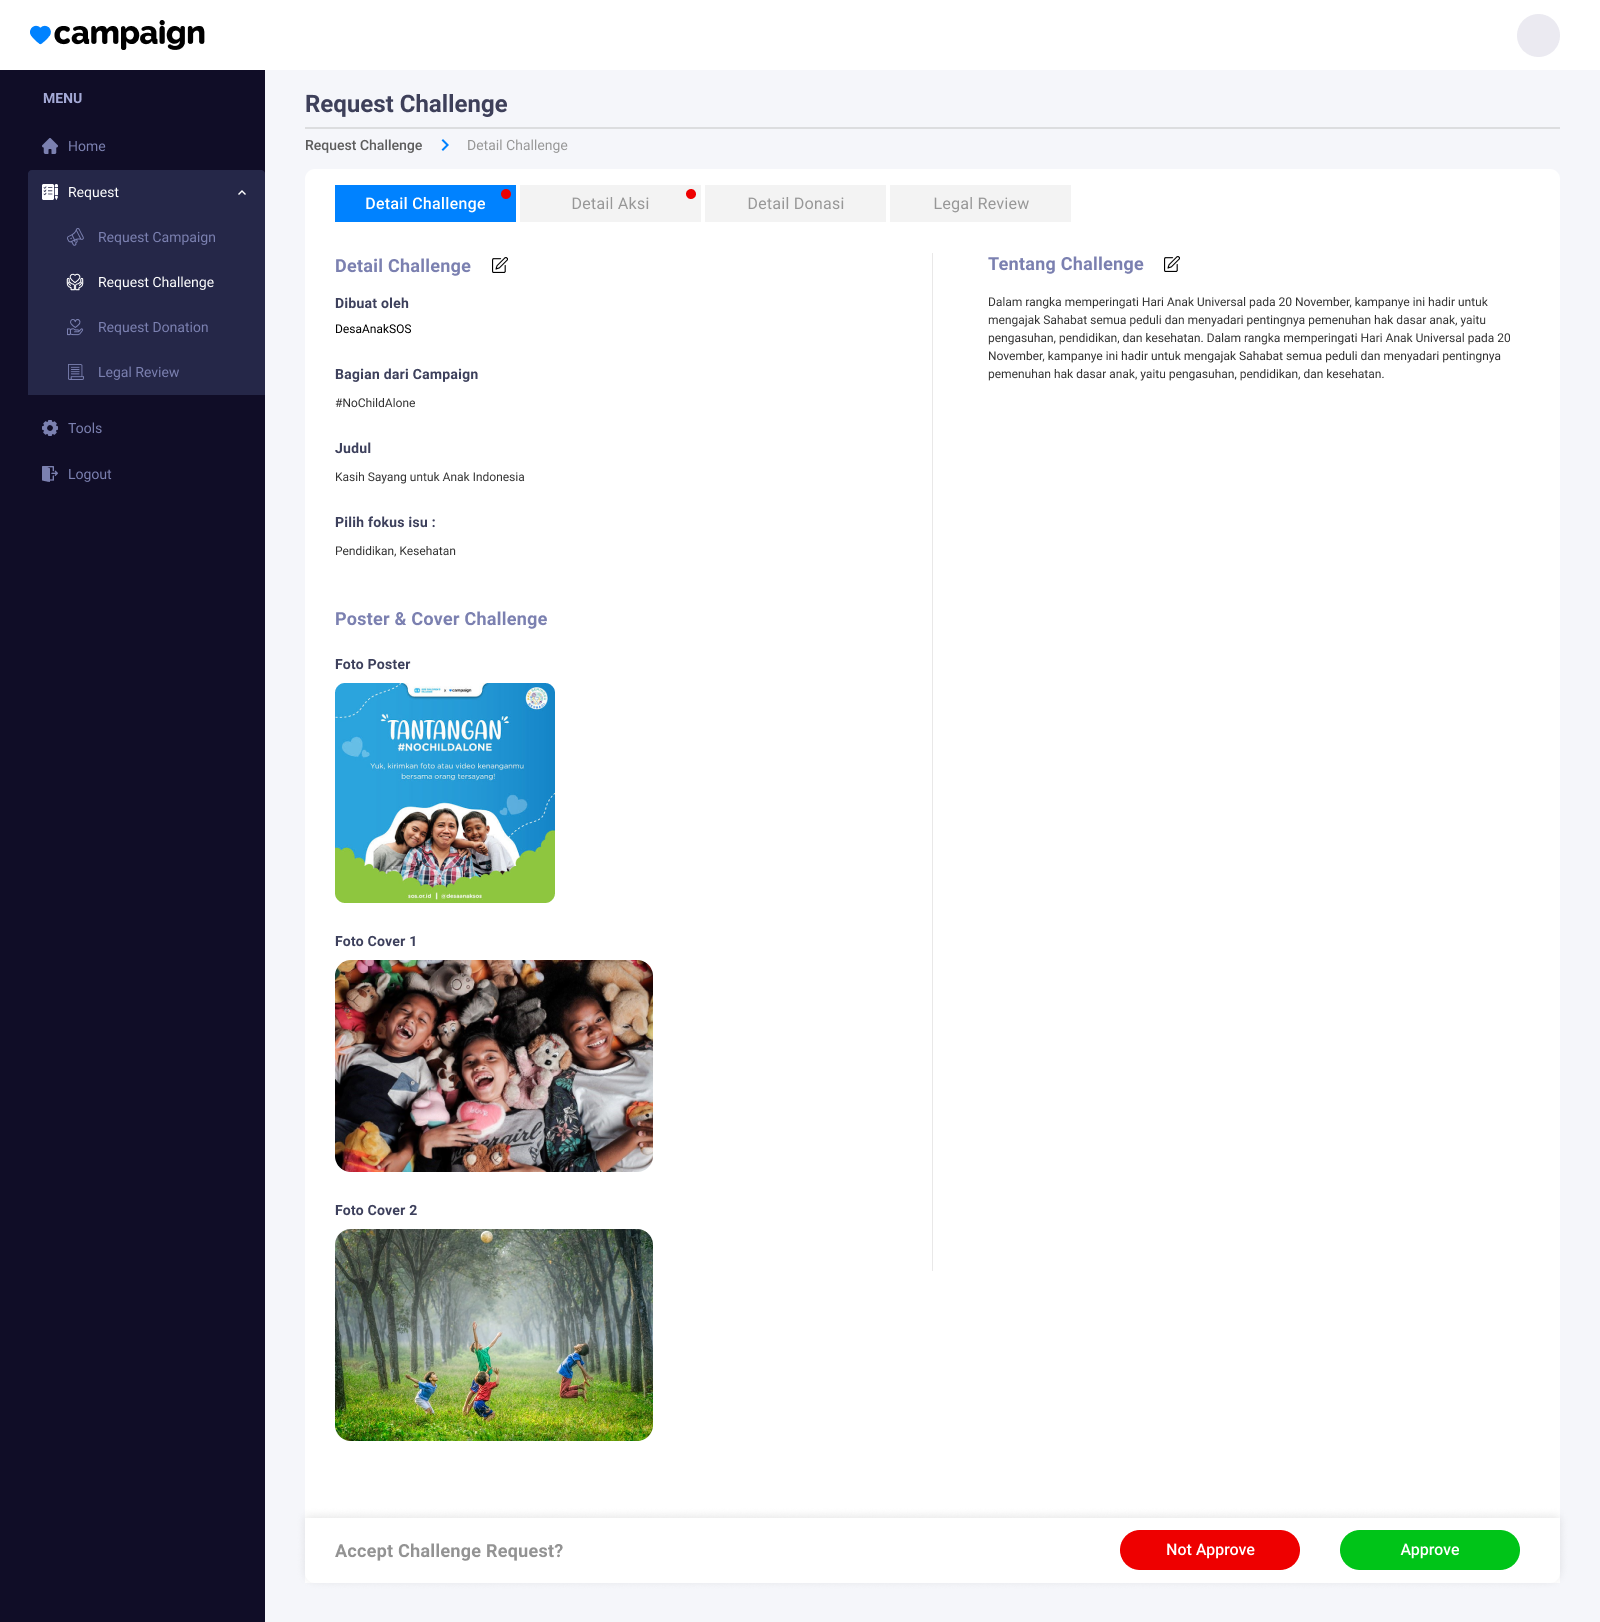 campaign
MENU
Home
Request
Request Campaign
Request Challenge
Request Donation
Legal Review
Tools
Logout
Request Challenge
Request Challenge
Detail Challenge
Detail Challenge
Detail Aksi
Detail Donasi
Legal Review
Detail Challenge
Dibuat oleh
DesaAnakSOS
Bagian dari Campaign
#NoChildAlone
Judul
Kasih Sayang untuk Anak Indonesia
Pilih fokus isu :
Pendidikan, Kesehatan
Poster & Cover Challenge
Foto Poster
campaign
"TANTANGAN"
#NOCHILDALONE
Yuk, kirimkan foto atau video kenanganmu
bersama orang tersayang!
sos.or.id | @desaanaksos
Foto Cover 1
Foto Cover 2
Tentang Challenge
Dalam rangka memperingati Hari Anak Universal pada 20 November, kampanye ini hadir untuk
mengajak Sahabat semua peduli dan menyadari pentingnya pemenuhan hak dasar anak, yaitu
pengasuhan, pendidikan, dan kesehatan. Dalam rangka memperingati Hari Anak Universal pada 20
November, kampanye ini hadir untuk mengajak Sahabat semua peduli dan menyadari pentingnya
pemenuhan hak dasar anak, yaitu pengasuhan, pendidikan, dan kesehatan.
Accept Challenge Request?
Not Approve
Approve